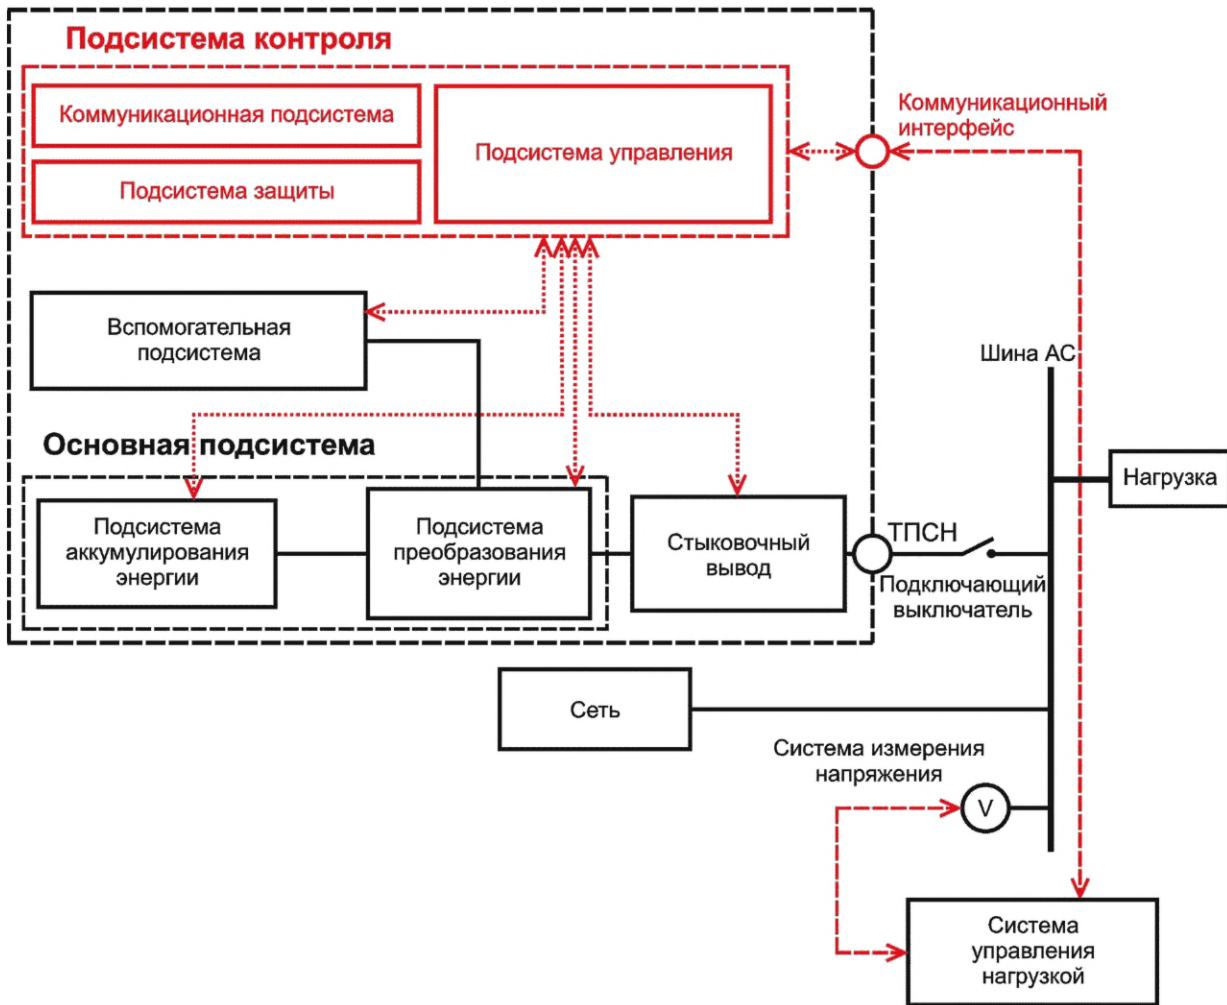 Подсистема контроля
Коммуникационная подсистема
Подсистема защиты
Подсистема управления
Коммуникационный
интерфейс
Вспомогательная
подсистема
Шина АС
Основная подсистема
Нагрузка
Подсистема
аккумулирования
энергии
Подсистема
преобразования
энергии
Стыковочный
вывод
ТПСН
Подключающий
выключатель
Сеть
Система измерения
напряжения
V
Система
управления
нагрузкой